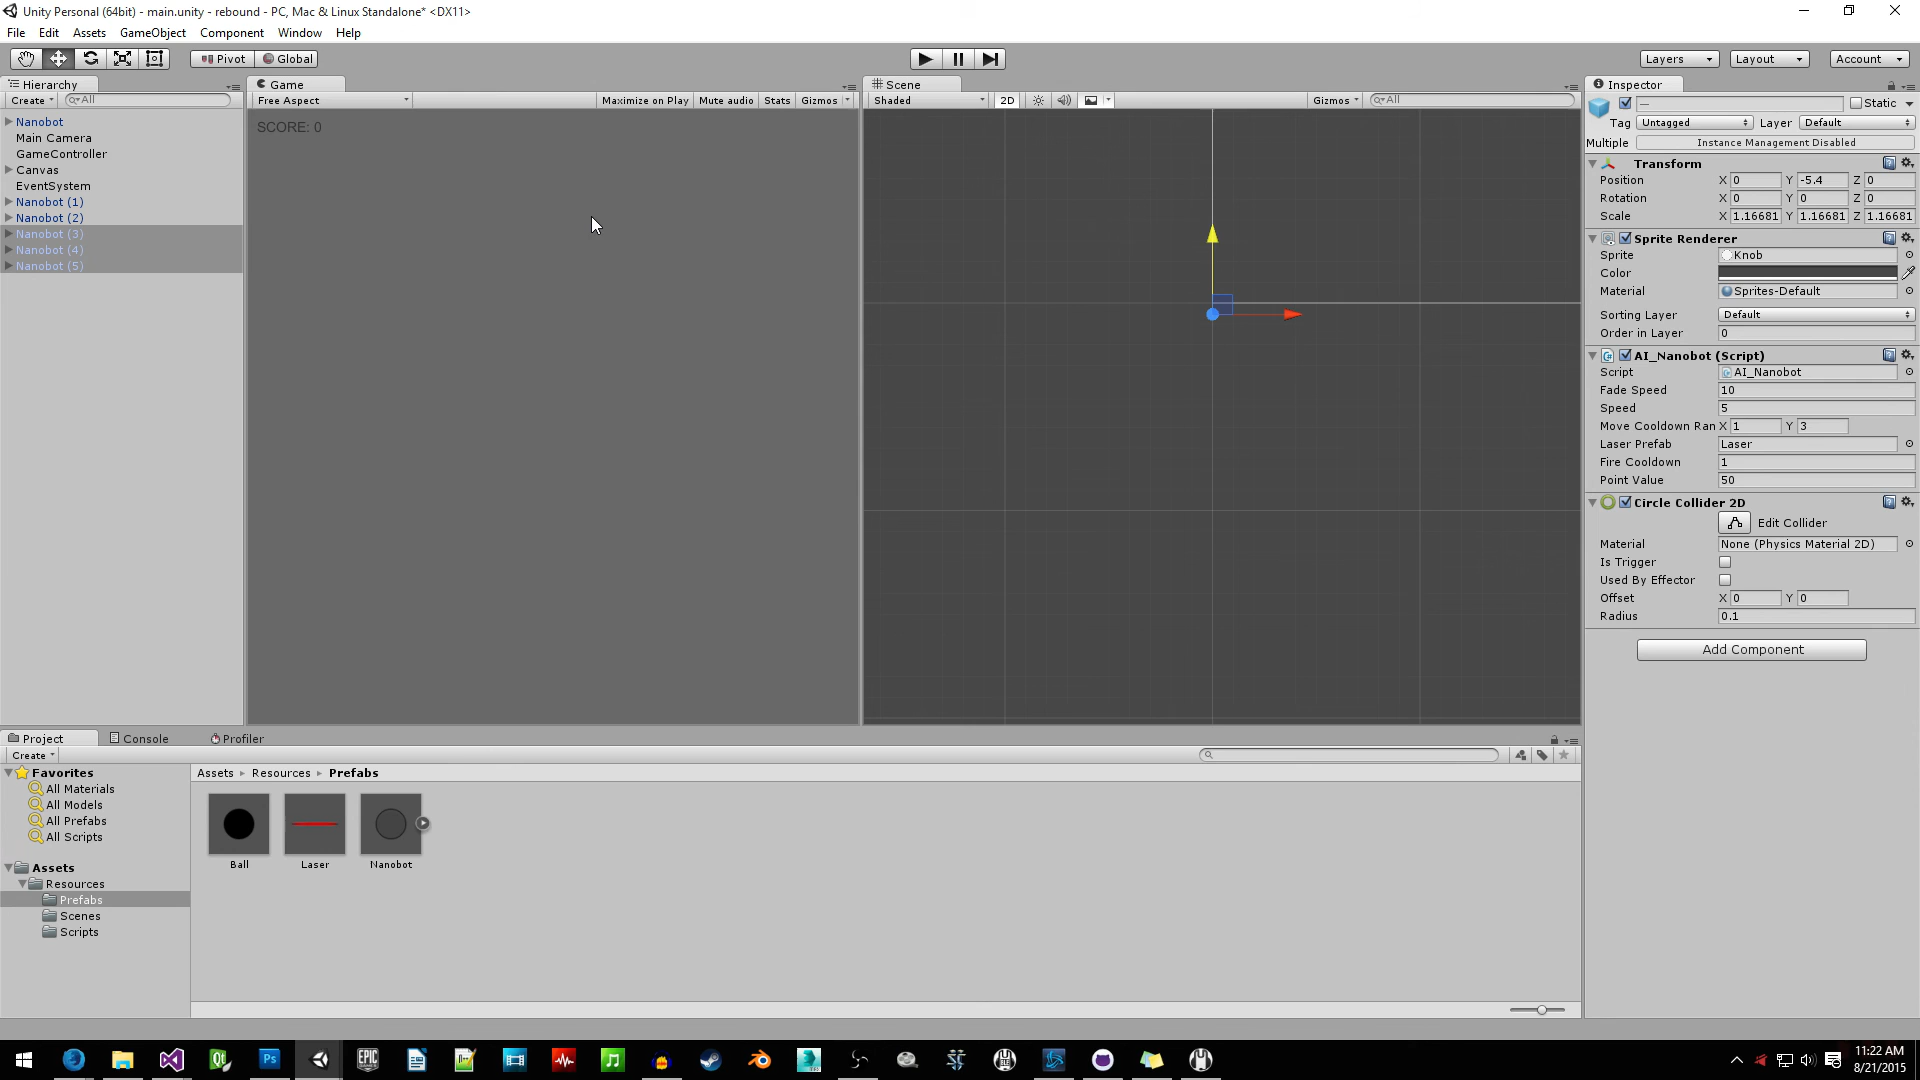 Unity Personal (64bit) - main.unity - rebound - PC, Mac & Linux Standalone* <DX11>
File Edit Assets GameObject Component Window Help
Pivot Global Layers Layout Account
Hierarchy
Create All
Nanobot
Main Camera
GameController
Canvas
EventSystem
Nanobot (1)
Nanobot (2)
Nanobot (3)
Nanobot (4)
Nanobot (5)
Game
Free Aspect Maximize on Play Mute audio Stats Gizmos
SCORE: 0
Scene
Shaded 2D Gizmos All
Inspector
— Static
Tag Untagged Layer Default
Multiple Instance Management Disabled
Transform
Position X 0 Y -5.4 Z 0
Rotation X 0 Y 0 Z 0
Scale X 1.16681 Y 1.16681 Z 1.16681
Sprite Renderer
Sprite Knob
Color
Material Sprites-Default
Sorting Layer Default
Order in Layer 0
AI_Nanobot (Script)
Script AI_Nanobot
Fade Speed 10
Speed 5
Move Cooldown Ran X 1 Y 3
Laser Prefab Laser
Fire Cooldown 1
Point Value 50
Circle Collider 2D
Edit Collider
Material None (Physics Material 2D)
Is Trigger
Used By Effector
Offset X 0 Y 0
Radius 0.1
Add Component
Project Console Profiler
Create
Favorites
All Materials
All Models
All Prefabs
All Scripts
Assets
Resources
Prefabs
Scenes
Scripts
Assets Resources Prefabs
Ball Laser Nanobot
Qt Ps EPIC GAMES
11:22 AM
8/21/2015